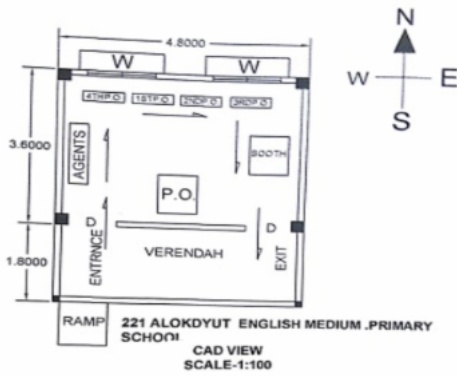 N
4.8000
W
W
W
E
S
4THP.O.
1STP.O.
2NDP.O.
3RDP.O.
3.6000
AGENTS
BOOTH
P.O.
D
D
1.8000
ENTRNCE
VERENDAH
EXIT
RAMP
221 ALOKDYUT ENGLISH MEDIUM .PRIMARY
SCHOOL
CAD VIEW
SCALE-1:100